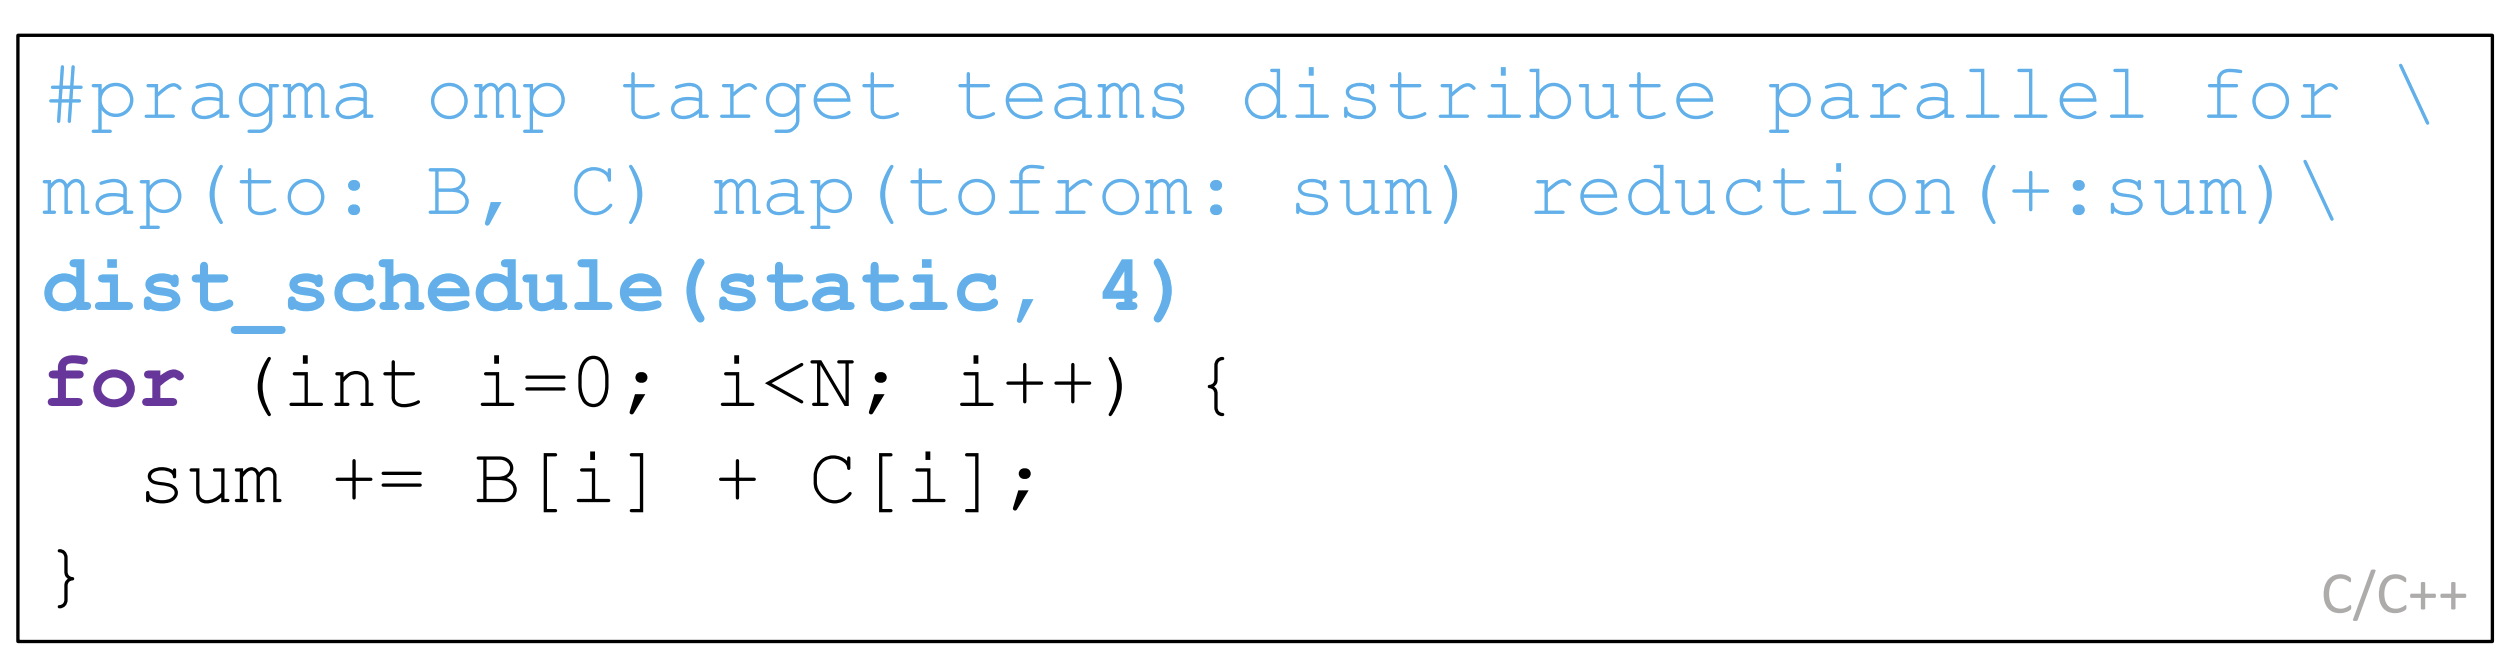 #pragma omp target teams distribute parallel for \
map(to: B, C) map(tofrom: sum) reduction(+:sum) \
dist_schedule(static, 4)
for (int i=0; i<N; i++) {
  sum += B[i] + C[i];
}
C/C++